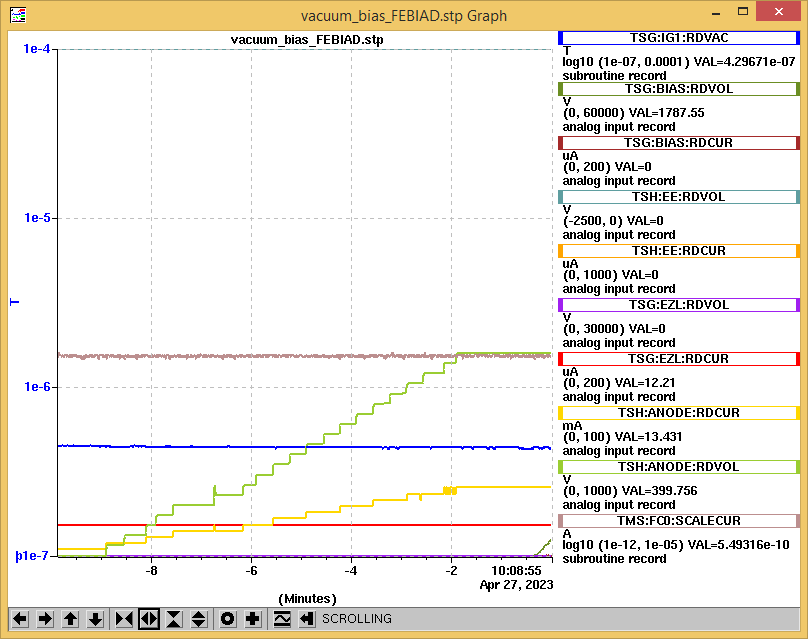 vacuum_bias_FEBIAD.stp Graph
vacuum_bias_FEBIAD.stp
1e-4
1e-5
T
1e-6
1e-7
-8
-6
-4
-2
10:08:55
Apr 27, 2023
(Minutes)
TSG:IG1:RDVAC
T
log10 (1e-07, 0.0001) VAL=4.29671e-07
subroutine record
TSG:BIAS:RDVOL
V
(0, 60000) VAL=1787.55
analog input record
TSG:BIAS:RDCUR
uA
(0, 200) VAL=0
analog input record
TSH:EE:RDVOL
V
(-2500, 0) VAL=0
analog input record
TSH:EE:RDCUR
uA
(0, 1000) VAL=0
analog input record
TSG:EZL:RDVOL
V
(0, 30000) VAL=0
analog input record
TSG:EZL:RDCUR
uA
(0, 200) VAL=12.21
analog input record
TSH:ANODE:RDCUR
mA
(0, 100) VAL=13.431
analog input record
TSH:ANODE:RDVOL
V
(0, 1000) VAL=399.756
analog input record
TMS:FC0:SCALECUR
A
log10 (1e-12, 1e-05) VAL=5.49316e-10
subroutine record
SCROLLING